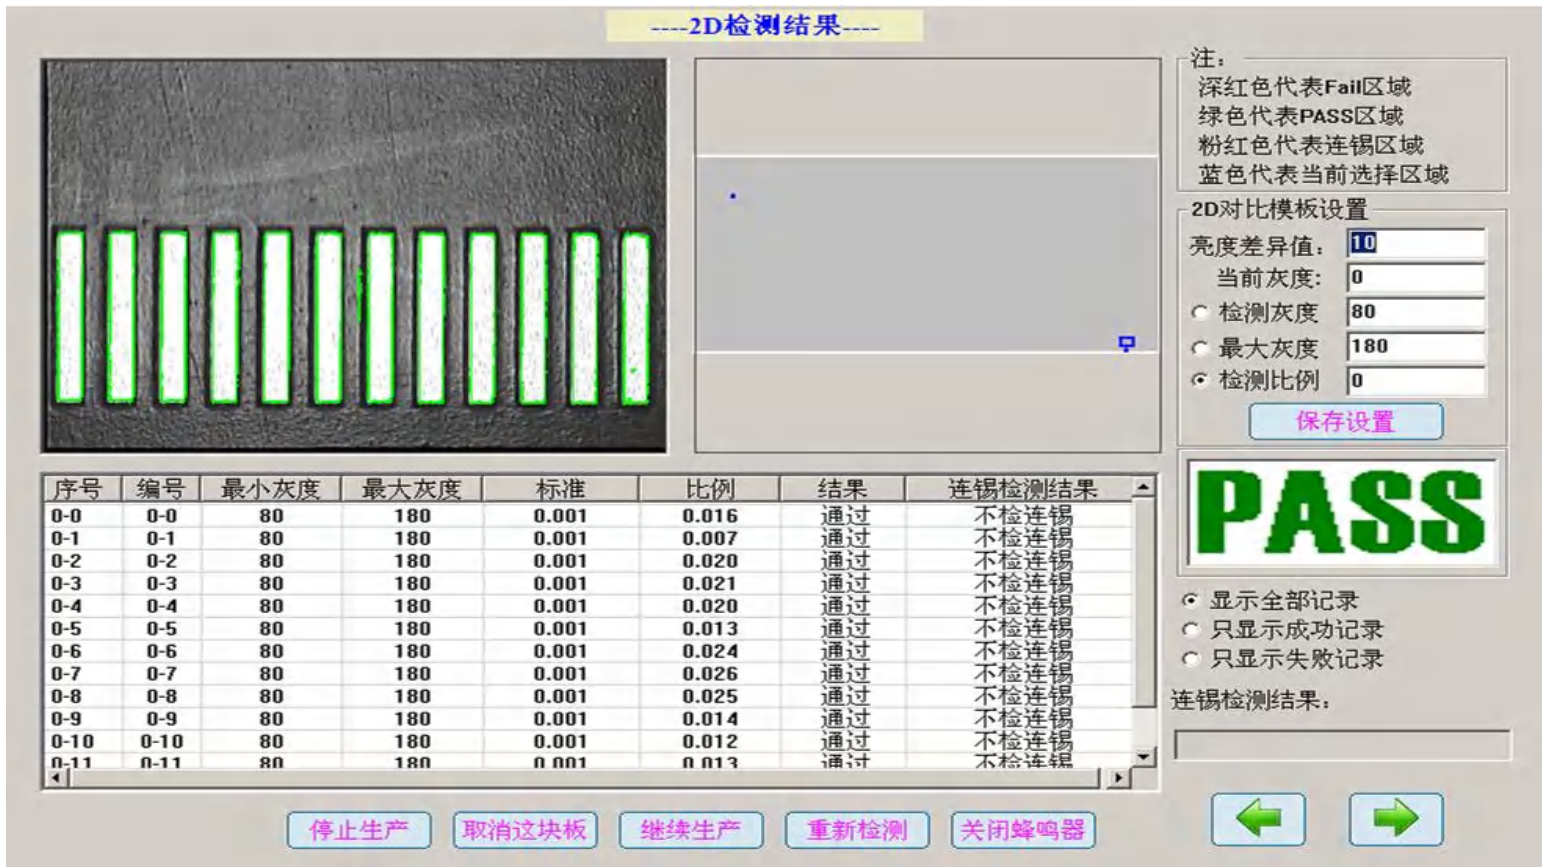 ----2D检测结果----
注:
深红色代表Fail区域
绿色代表PASS区域
粉红色代表连锡区域
蓝色代表当前选择区域
2D对比模板设置
亮度差异值: 10
当前灰度: 0
检测灰度 80
最大灰度 180
检测比例 0
保存设置
序号 编号 最小灰度 最大灰度 标准 比例 结果 连锡检测结果
0-0 0-0 80 180 0.001 0.016 通过 不检连锡
0-1 0-1 80 180 0.001 0.007 通过 不检连锡
0-2 0-2 80 180 0.001 0.020 通过 不检连锡
0-3 0-3 80 180 0.001 0.021 通过 不检连锡
0-4 0-4 80 180 0.001 0.020 通过 不检连锡
0-5 0-5 80 180 0.001 0.013 通过 不检连锡
0-6 0-6 80 180 0.001 0.024 通过 不检连锡
0-7 0-7 80 180 0.001 0.026 通过 不检连锡
0-8 0-8 80 180 0.001 0.025 通过 不检连锡
0-9 0-9 80 180 0.001 0.014 通过 不检连锡
0-10 0-10 80 180 0.001 0.012 通过 不检连锡
0-11 0-11 80 180 0.001 0.013 通过 不检连锡
PASS
显示全部记录
只显示成功记录
只显示失败记录
连锡检测结果:
停止生产 取消这块板 继续生产 重新检测 关闭蜂鸣器